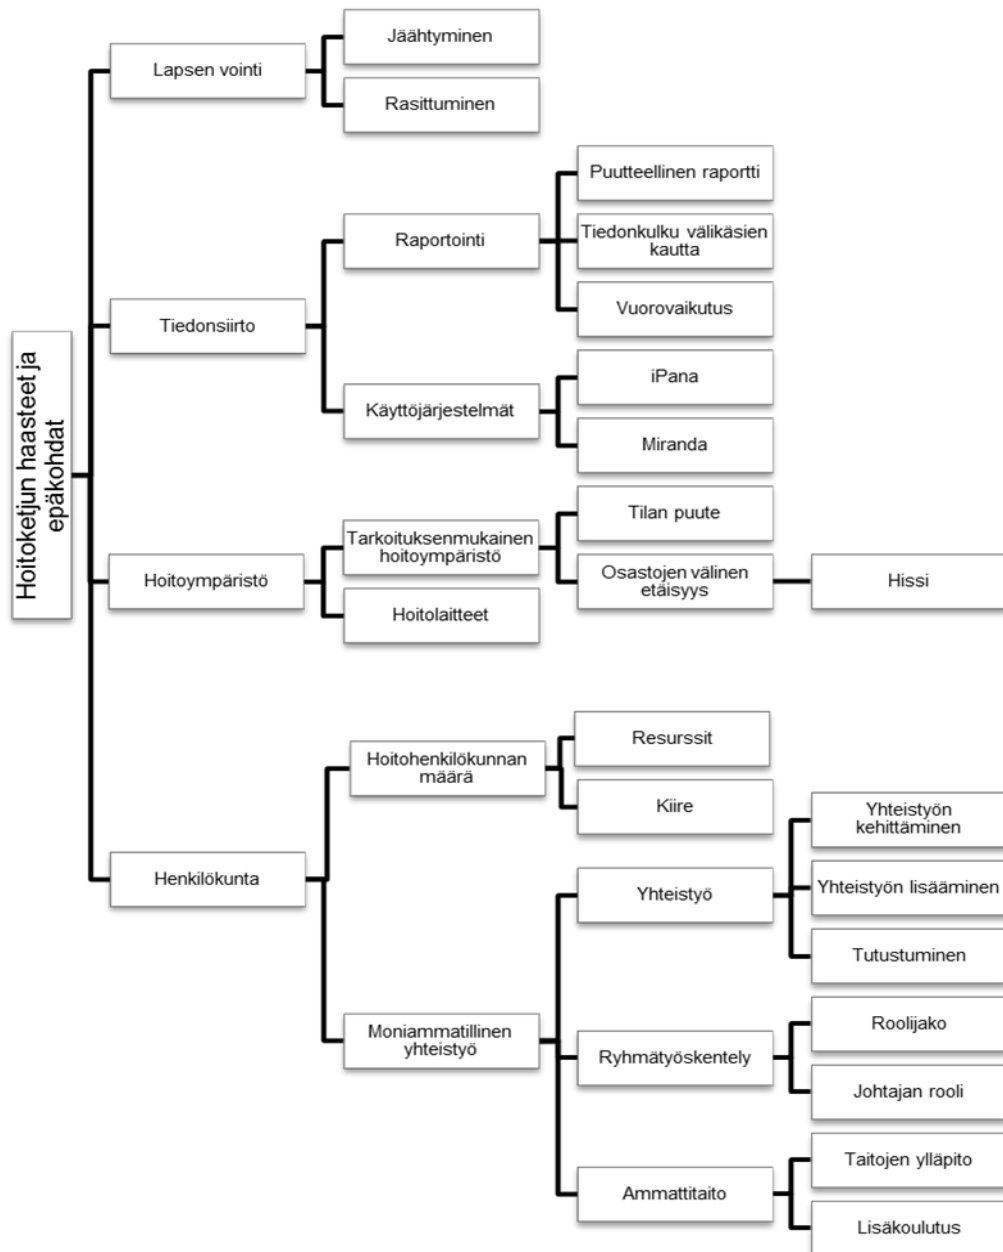 Hoitoketjun haasteet ja
epäkohdat
Lapsen vointi
Jäähtyminen
Rasittuminen
Tiedonsiirto
Raportointi
Puutteellinen raportti
Tiedonkulku välikäsien
kautta
Vuorovaikutus
Käyttöjärjestelmät
iPana
Miranda
Hoitoympäristö
Tarkoituksenmukainen
hoitoympäristö
Tilan puute
Osastojen välinen
etäisyys
Hissi
Hoitolaitteet
Henkilökunta
Hoitohenkilökunnan
määrä
Resurssit
Kiire
Moniammatillinen
yhteistyö
Yhteistyö
Yhteistyön
kehittäminen
Yhteistyön lisääminen
Tutustuminen
Ryhmätyöskentely
Roolijako
Johtajan rooli
Ammattitaito
Taitojen ylläpito
Lisäkoulutus